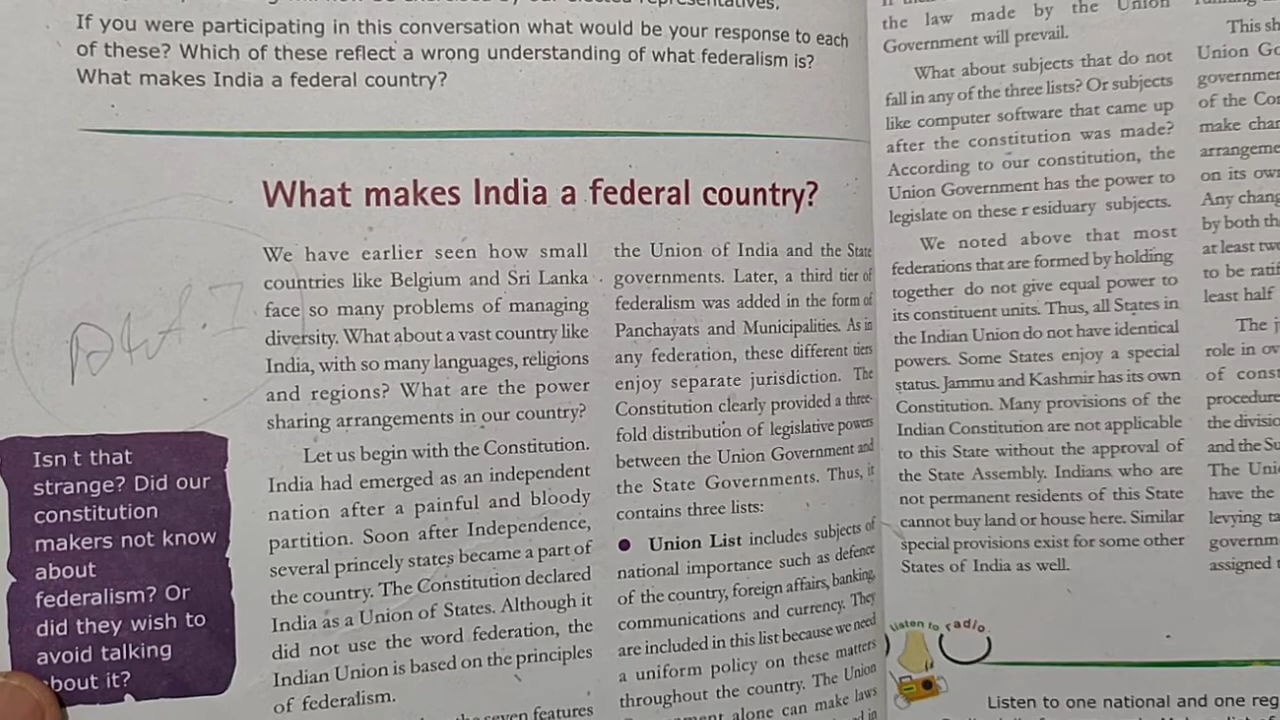 If you were participating in this conversation what would be your response to each
of these? Which of these reflect a wrong understanding of what federalism is?
What makes India a federal country?
What makes India a federal country?
We have earlier seen how small
countries like Belgium and Sri Lanka
face so many problems of managing
diversity. What about a vast country like
India, with so many languages, religions
and regions? What are the power
sharing arrangements in our country?
Let us begin with the Constitution.
India had emerged as an independent
nation after a painful and bloody
partition. Soon after Independence,
several princely states became a part of
the country. The Constitution declared
India as a Union of States. Although it
did not use the word federation, the
Indian Union is based on the principles
of federalism.
seven features
the Union of India and the State
governments. Later, a third tier of
federalism was added in the form of
Panchayats and Municipalities. As in
any federation, these different tiers
enjoy separate jurisdiction. The
Constitution clearly provided a three-
fold distribution of legislative powers
between the Union Government and
the State Governments. Thus, it
contains three lists:
● Union List includes subjects of
national importance such as defence
of the country, foreign affairs, banking,
communications and currency. They
are included in this list because we need
a uniform policy on these matters
throughout the country. The Union
alone can make laws
Isn t that
strange? Did our
constitution
makers not know
about
federalism? Or
did they wish to
avoid talking
bout it?
the law made by the Union
Government will prevail.
What about subjects that do not
fall in any of the three lists? Or subjects
like computer software that came up
after the constitution was made?
According to our constitution, the
Union Government has the power to
legislate on these r esiduary subjects.
We noted above that most
federations that are formed by holding
together do not give equal power to
its constituent units. Thus, all States in
the Indian Union do not have identical
powers. Some States enjoy a special
status. Jammu and Kashmir has its own
Constitution. Many provisions of the
Indian Constitution are not applicable
to this State without the approval of
the State Assembly. Indians who are
not permanent residents of this State
cannot buy land or house here. Similar
special provisions exist for some other
States of India as well.
Listen to radio
Listen to one national and one reg
This sh
Union Go
governmen
of the Con
make chan
arrangeme
on its own
Any chang
by both th
at least two
to be ratif
least half
The j
role in ov
of const
procedure
the divisio
and the Su
The Unio
have the
levying ta
governm
assigned t